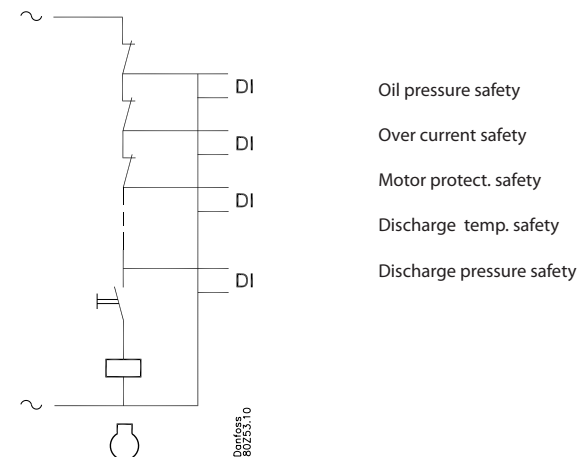 DI
DI
DI
DI
Oil pressure safety
Over current safety
Motor protect. safety
Discharge temp. safety
Discharge pressure safety
Danfoss
80Z53.10